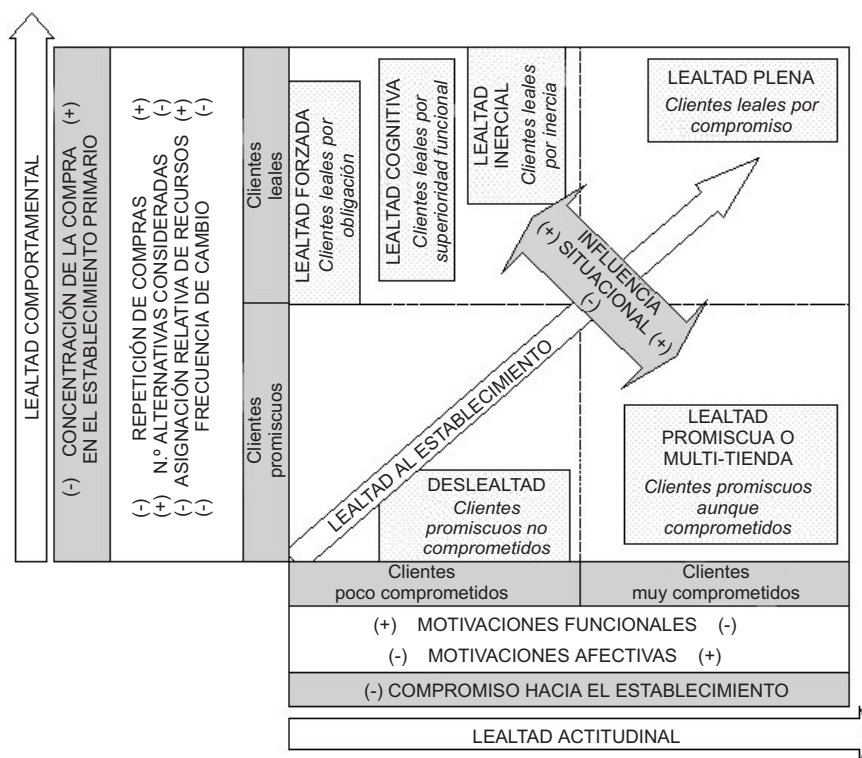 LEALTAD COMPORTAMENTAL
(-) CONCENTRACIÓN DE LA COMPRA (+)
EN EL ESTABLECIMIENTO PRIMARIO
(-) REPETICIÓN DE COMPRAS (+)
(+) N.º ALTERNATIVAS CONSIDERADAS (-)
(-) ASIGNACIÓN RELATIVA DE RECURSOS (+)
(-) FRECUENCIA DE CAMBIO (-)
Clientes
leales
Clientes
promiscuos
LEALTAD FORZADA
Clientes leales por
obligación
LEALTAD COGNITIVA
Clientes leales por
superioridad funcional
LEALTAD
INERCIAL
Clientes leales
por inercia
LEALTAD PLENA
Clientes leales por
compromiso
INFLUENCIA
(+) SITUACIONAL (+)
(-)
LEALTAD AL ESTABLECIMIENTO
DESLEALTAD
Clientes
promiscuos no
comprometidos
LEALTAD
PROMISCUA O
MULTI-TIENDA
Clientes promiscuos
aunque
comprometidos
Clientes
poco comprometidos
Clientes
muy comprometidos
(+) MOTIVACIONES FUNCIONALES (-)
(-) MOTIVACIONES AFECTIVAS (+)
(-) COMPROMISO HACIA EL ESTABLECIMIENTO
LEALTAD ACTITUDINAL